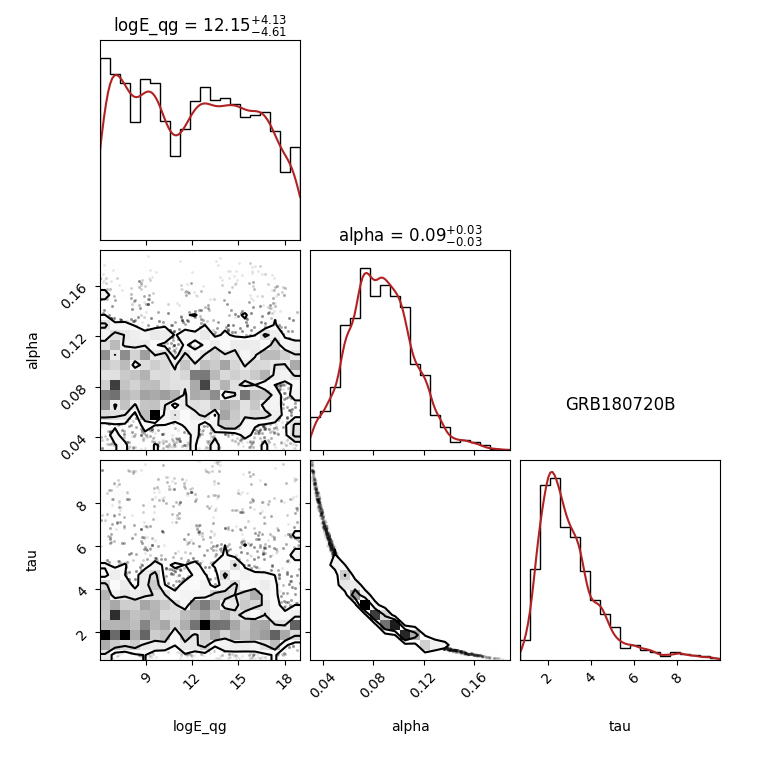 logE_qg = 12.15+4.13−4.61
alpha = 0.09+0.03−0.03
0.16
0.12
0.08
0.04
alpha
GRB180720B
8
6
4
2
tau
9
12
15
18
0.04
0.08
0.12
0.16
2
4
6
8
logE_qg
alpha
tau